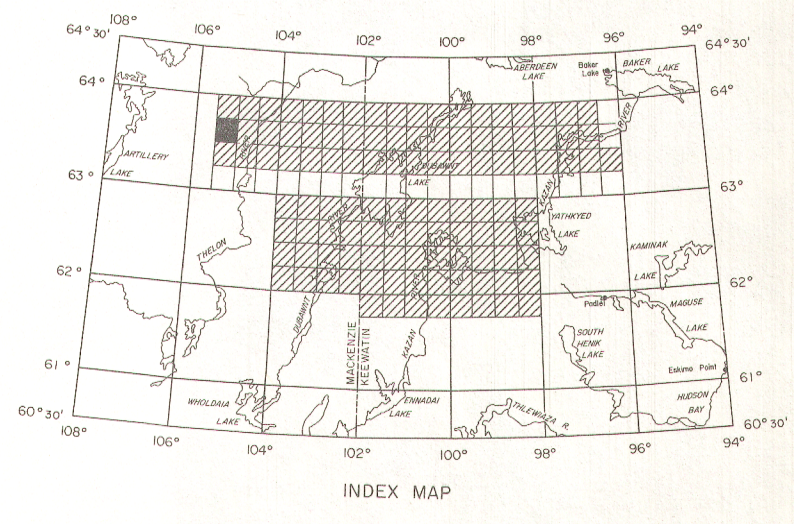 108°
106°
104°
102°
100°
98°
96°
94°
64° 30'
64° 30'
ABERDEEN
LAKE
Baker
Lake
BAKER LAKE
64°
64°
RIVER
RIVER
ARTILLERY
LAKE
DUBAWNT
LAKE
63°
63°
KAZAN
RIVER
YATHKYED
LAKE
THELON
KAMINAK
LAKE
62°
62°
RIVER
DUBAWNT
Padlei
MAGUSE
LAKE
MACKENZIE
KEEWATIN
KAZAN
SOUTH
HENIK
LAKE
61°
Eskimo Point
61°
WHOLDAIA
LAKE
ENNADAI
LAKE
THLEWIAZA R.
HUDSON
BAY
60° 30'
60° 30'
108°
106°
104°
102°
100°
98°
96°
94°
INDEX MAP